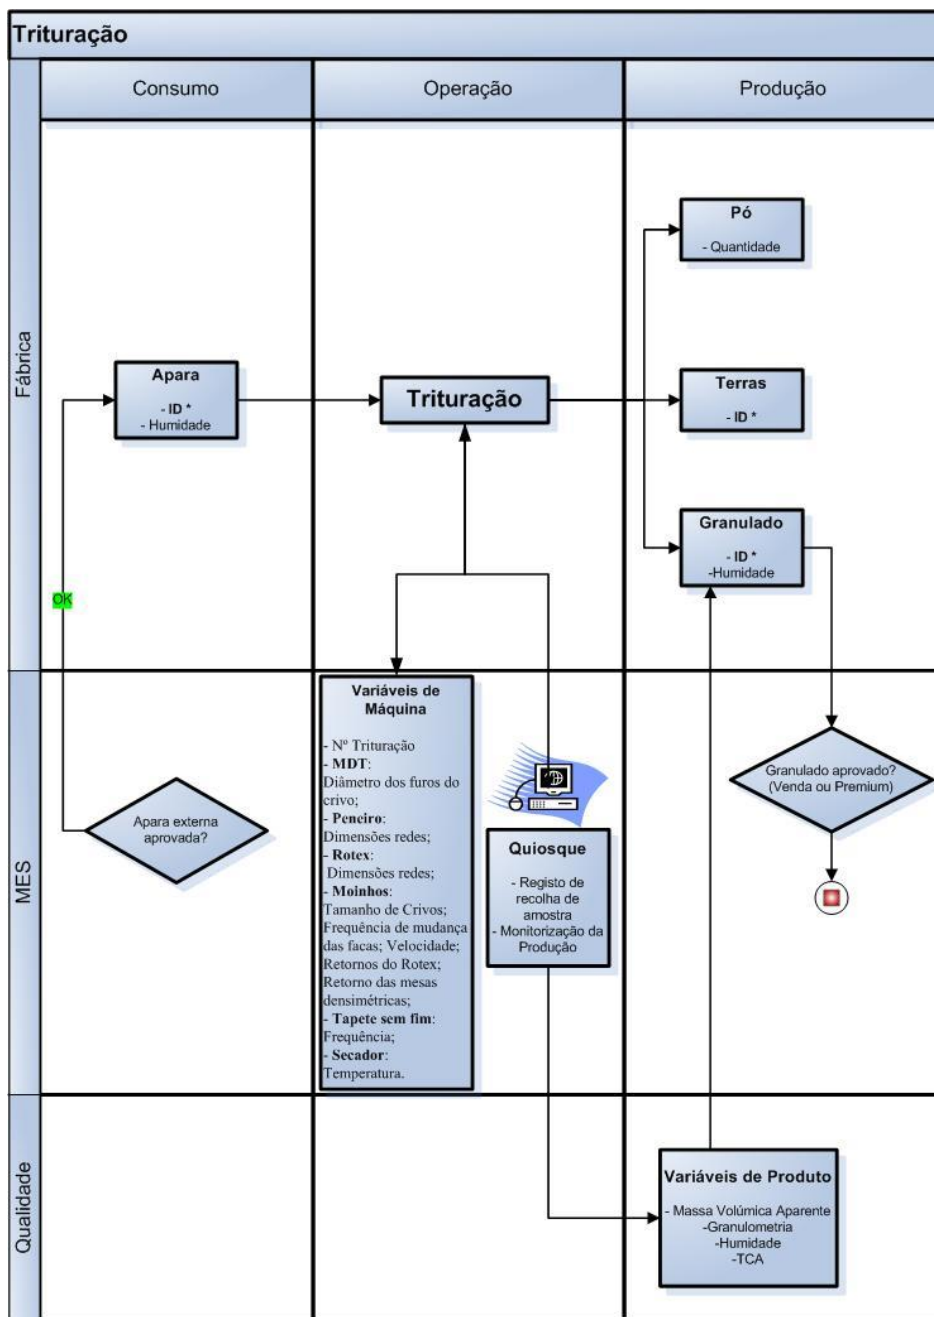 Trituração
Consumo
Operação
Produção
Fábrica
Pó
- Quantidade
Apara
- ID *
- Humidade
Trituração
Terras
- ID *
Granulado
- ID *
-Humidade
OK
MES
Apara externa
aprovada?
Variáveis de
Máquina
- Nº Trituração
- MDT:
Diâmetro dos furos do
crivo;
- Peneiro:
Dimensões redes;
- Rotex:
Dimensões redes;
- Moinhos:
Tamanho de Crivos;
Frequência de mudança
das facas; Velocidade;
Retornos do Rotex;
Retorno das mesas
densimétricas;
- Tapete sem fim:
Frequência;
- Secador:
Temperatura.
Quiosque
- Registo de
recolha de
amostra
- Monitorização da
Produção
Granulado aprovado?
(Venda ou Premium)
Qualidade
Variáveis de Produto
- Massa Volúmica Aparente
-Granulometria
-Humidade
-TCA